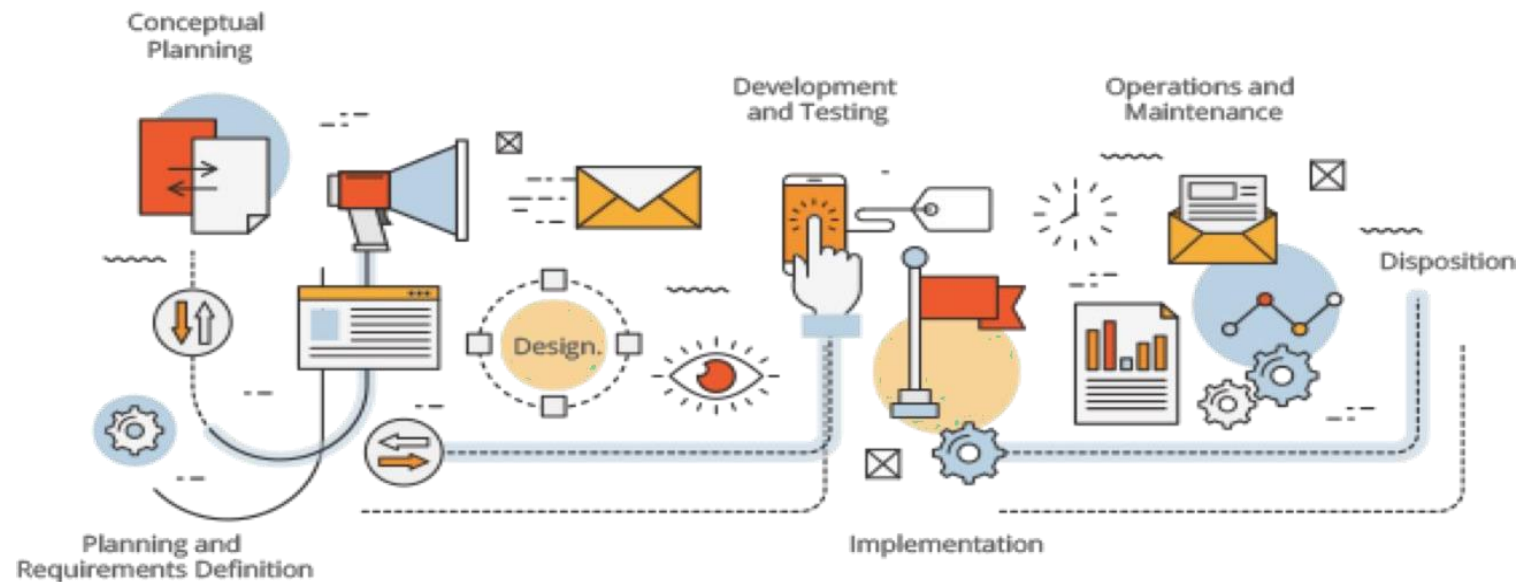 Conceptual
Planning
Development
and Testing
Operations and
Maintenance
Disposition
Design.
Planning and
Requirements Definition
Implementation